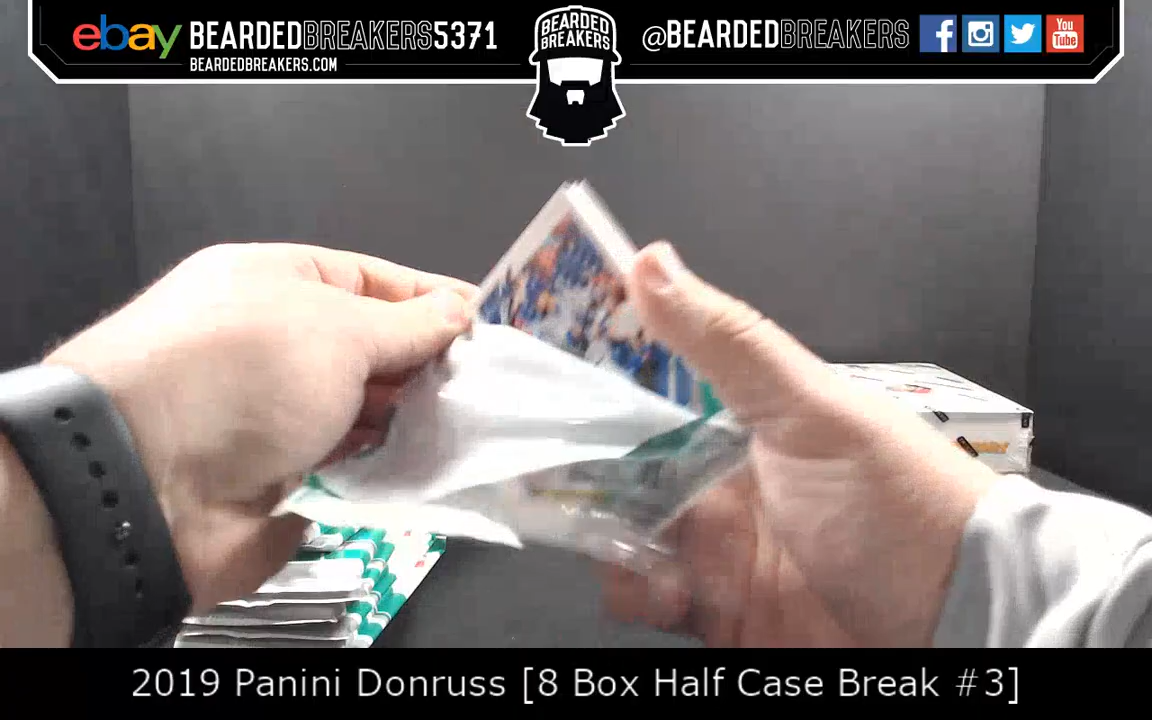 ebay BEARDEDBREAKERS5371
BEARDEDBREAKERS.COM
BEARDED
BREAKERS
@BEARDEDBREAKERS
f
You
Tube
2019 Panini Donruss [8 Box Half Case Break #3]